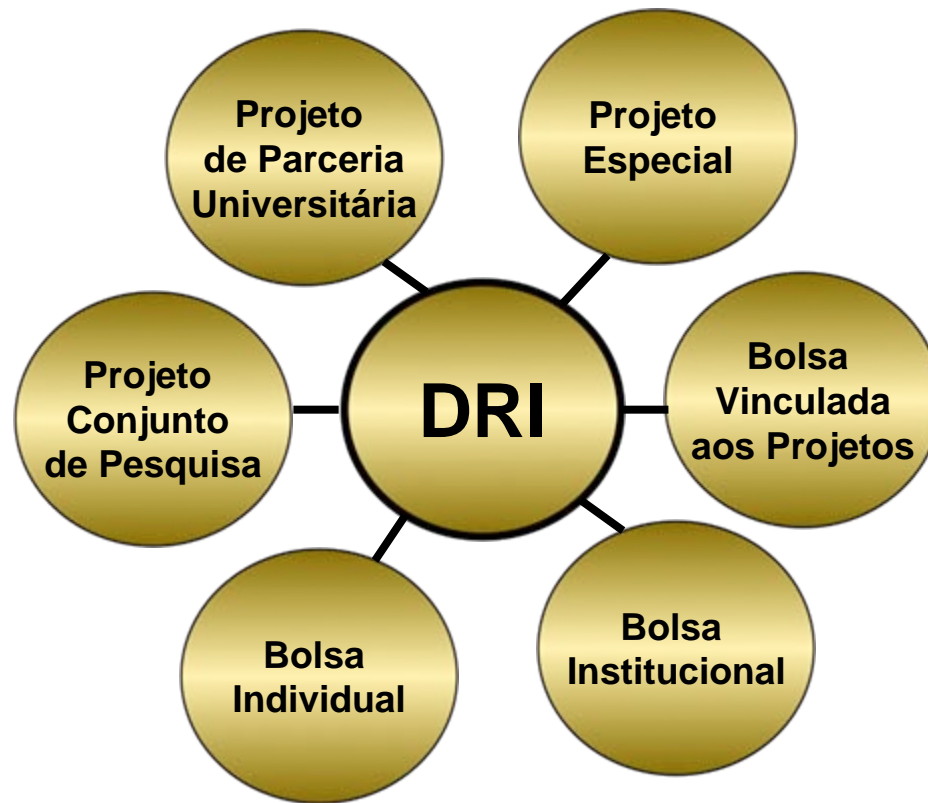 Projeto
de Parceria
Universitária
Projeto
Especial
Projeto
Conjunto
de Pesquisa
DRI
Bolsa
Vinculada
aos Projetos
Bolsa
Individual
Bolsa
Institucional